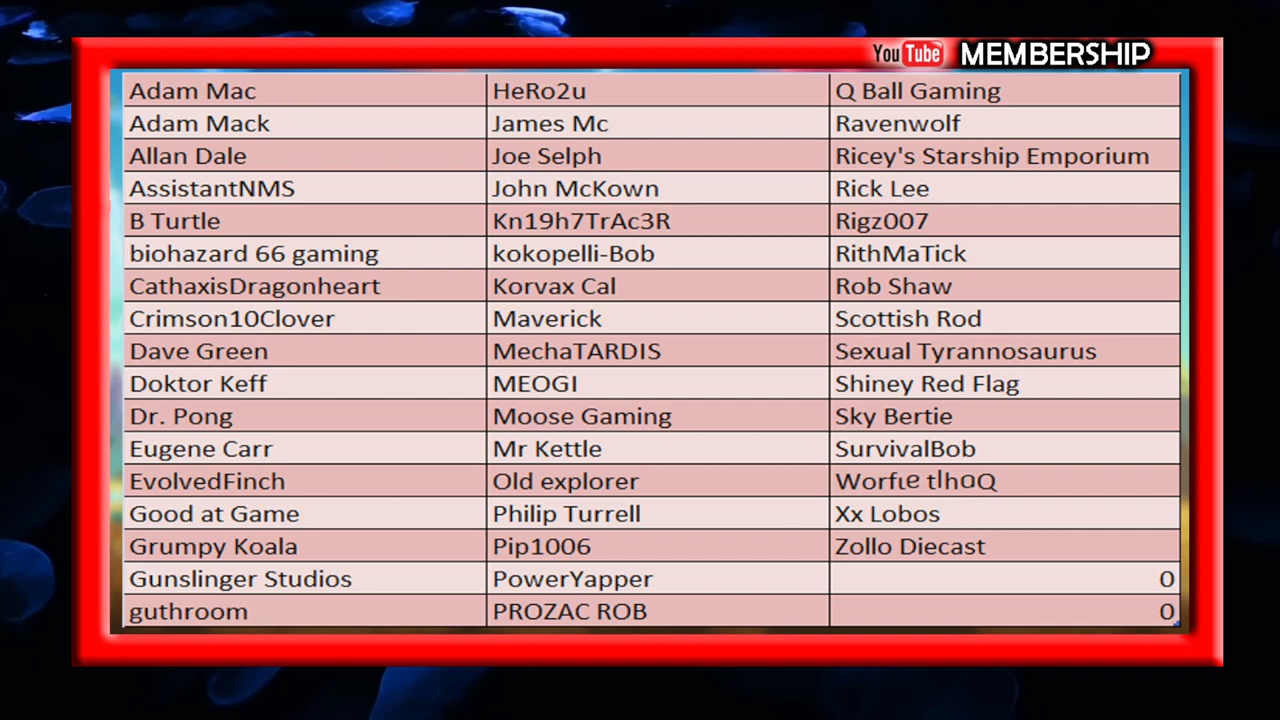 YouTube MEMBERSHIP
Adam Mac HeRo2u Q Ball Gaming
Adam Mack James Mc Ravenwolf
Allan Dale Joe Selph Ricey's Starship Emporium
AssistantNMS John McKown Rick Lee
B Turtle Kn19h7TrAc3R Rigz007
biohazard 66 gaming kokopelli-Bob RithMaTick
CathaxisDragonheart Korvax Cal Rob Shaw
Crimson10Clover Maverick Scottish Rod
Dave Green MechaTARDIS Sexual Tyrannosaurus
Doktor Keff MEOGI Shiney Red Flag
Dr. Pong Moose Gaming Sky Bertie
Eugene Carr Mr Kettle SurvivalBob
EvolvedFinch Old explorer Worfɩҽ tlhɑQ
Good at Game Philip Turrell Xx Lobos
Grumpy Koala Pip1006 Zollo Diecast
Gunslinger Studios PowerYapper 0
guthroom PROZAC ROB 0